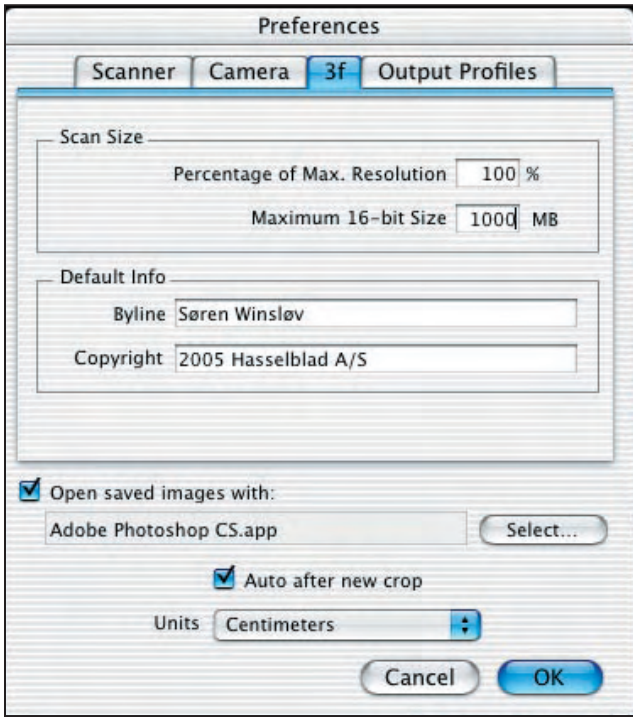 Preferences
Scanner Camera 3f Output Profiles
Scan Size
Percentage of Max. Resolution 100 %
Maximum 16-bit Size 1000 MB
Default Info
Byline Søren Winsløv
Copyright 2005 Hasselblad A/S
Open saved images with:
Adobe Photoshop CS.app Select...
Auto after new crop
Units Centimeters
Cancel OK